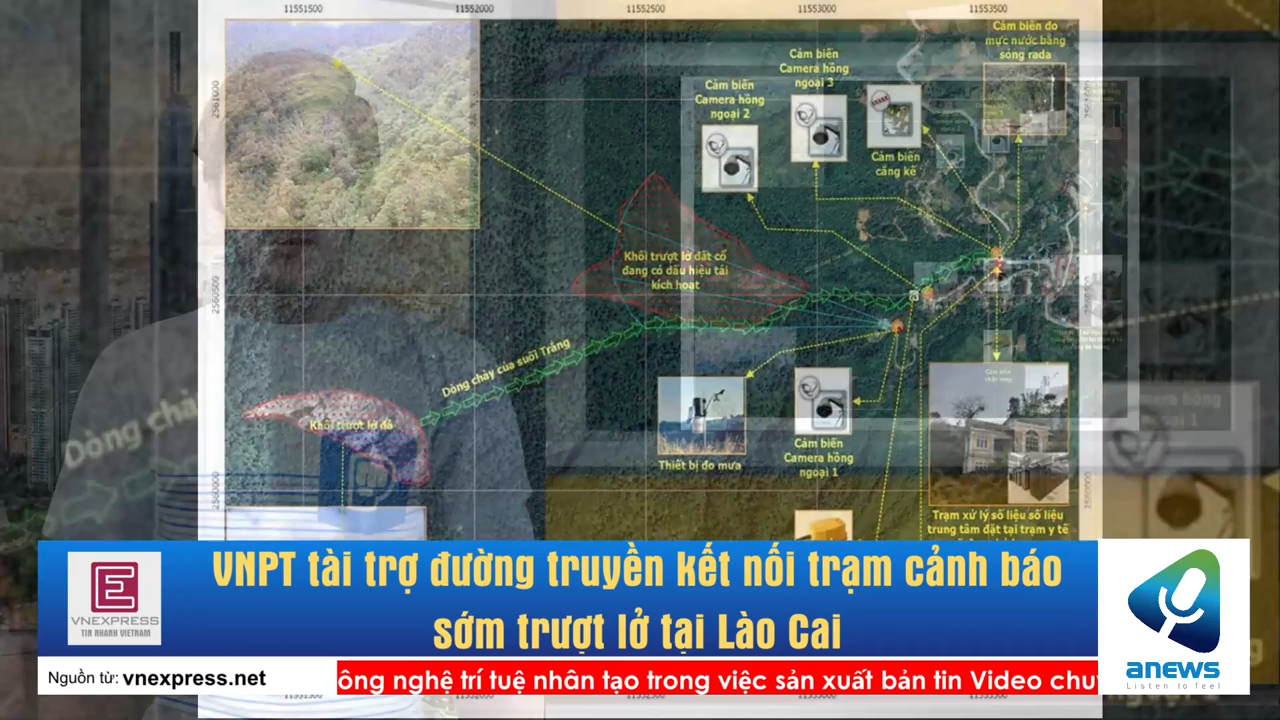 11551500
11552000
11552500
11553000
11553500
Cảm biến đo
mực nước bằng
sóng rada
Cảm biến
Camera hồng
ngoại 3
Cảm biến
Camera hồng
ngoại 2
Cảm biến
căng kế
2561000
Khối trượt lở đất cổ
đang có dấu hiệu tái
kích hoạt
2560500
Dòng chảy của suối Tràng
Dòng chả
Khối trượt lở đá
Thiết bị đo mưa
Cảm biến
Camera hồng
ngoại 1
2560000
Trạm xử lý số liệu số liệu
trung tâm đặt tại trạm y tế
VNPT tài trợ đường truyền kết nối trạm cảnh báo
sớm trượt lở tại Lào Cai
E
VNEXPRESS
TIN NHANH VIETNAM
Nguồn từ: vnexpress.net
ông nghệ trí tuệ nhân tạo trong việc sản xuất bản tin Video chu
anews
Listen to feel